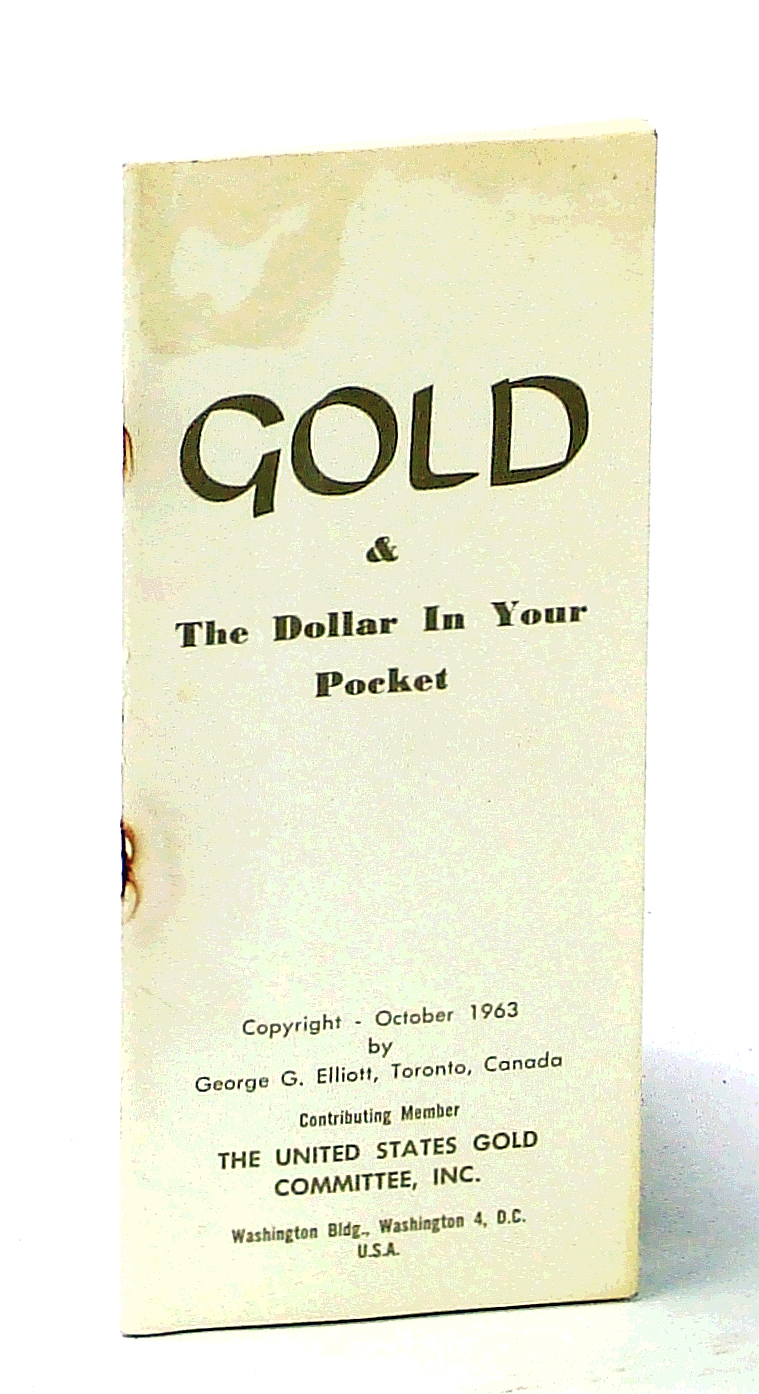 GOLD
&
The Dollar In Your
Pocket
Copyright - October 1963
by
George G. Elliott, Toronto, Canada
Contributing Member
THE UNITED STATES GOLD
COMMITTEE, INC.
Washington Bldg., Washington 4, D.C.
U.S.A.